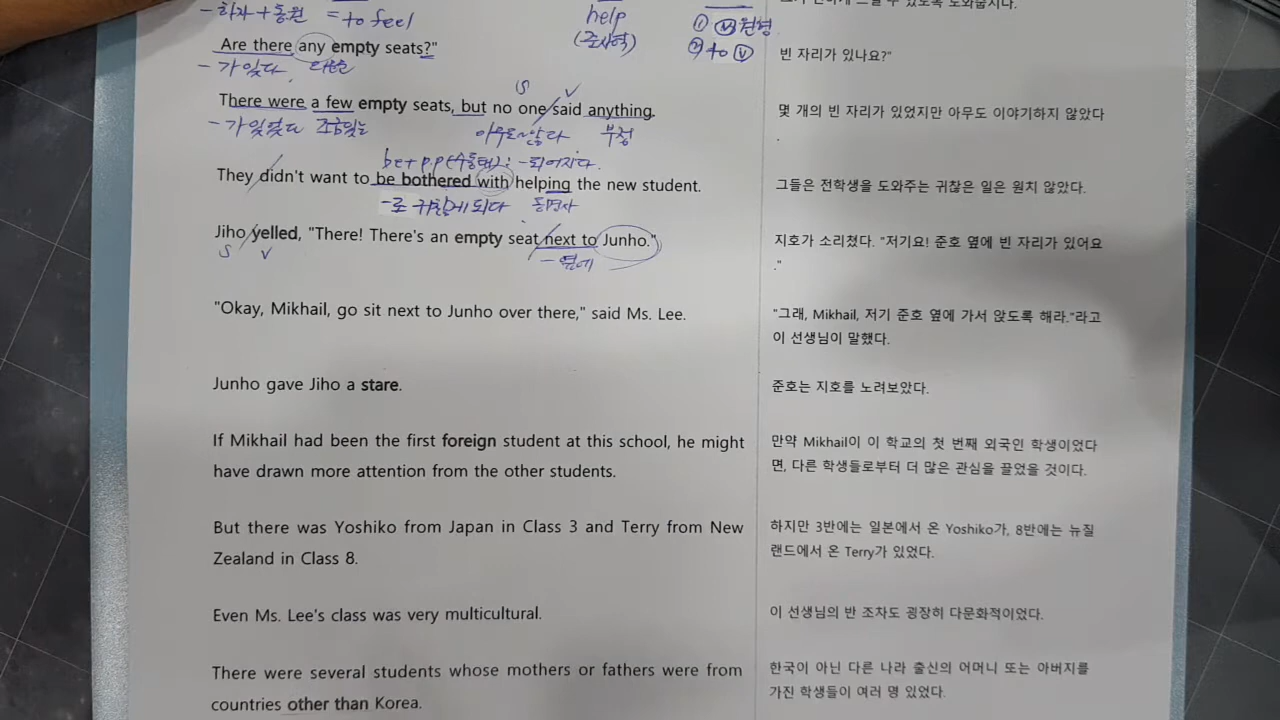 -하자+동원 = to feel
help
① ⓥ원형
(준사역)
② to ⓥ
Are there any empty seats?"
빈 자리가 있나요?"
-가 있다,
S V
There were a few empty seats, but no one said anything.
몇 개의 빈 자리가 있었지만 아무도 이야기하지 않았다
.
-가 있었다 조금있는 아무도~않다 부정
be+p.p(수동태): -되어지다.
They didn't want to be bothered with helping the new student.
그들은 전학생을 도와주는 귀찮은 일은 원치 않았다.
-로 귀찮게 되다 동명사
Jiho yelled, "There! There's an empty seat next to Junho."
지호가 소리쳤다. "저기요! 준호 옆에 빈 자리가 있어요
."
S V -옆에
"Okay, Mikhail, go sit next to Junho over there," said Ms. Lee.
"그래, Mikhail, 저기 준호 옆에 가서 앉도록 해라."라고
이 선생님이 말했다.
Junho gave Jiho a stare.
준호는 지호를 노려보았다.
If Mikhail had been the first foreign student at this school, he might
have drawn more attention from the other students.
만약 Mikhail이 이 학교의 첫 번째 외국인 학생이었다
면, 다른 학생들로부터 더 많은 관심을 끌었을 것이다.
But there was Yoshiko from Japan in Class 3 and Terry from New
Zealand in Class 8.
하지만 3반에는 일본에서 온 Yoshiko가, 8반에는 뉴질
랜드에서 온 Terry가 있었다.
Even Ms. Lee's class was very multicultural.
이 선생님의 반 조차도 굉장히 다문화적이었다.
There were several students whose mothers or fathers were from
countries other than Korea.
한국이 아닌 다른 나라 출신의 어머니 또는 아버지를
가진 학생들이 여러 명 있었다.